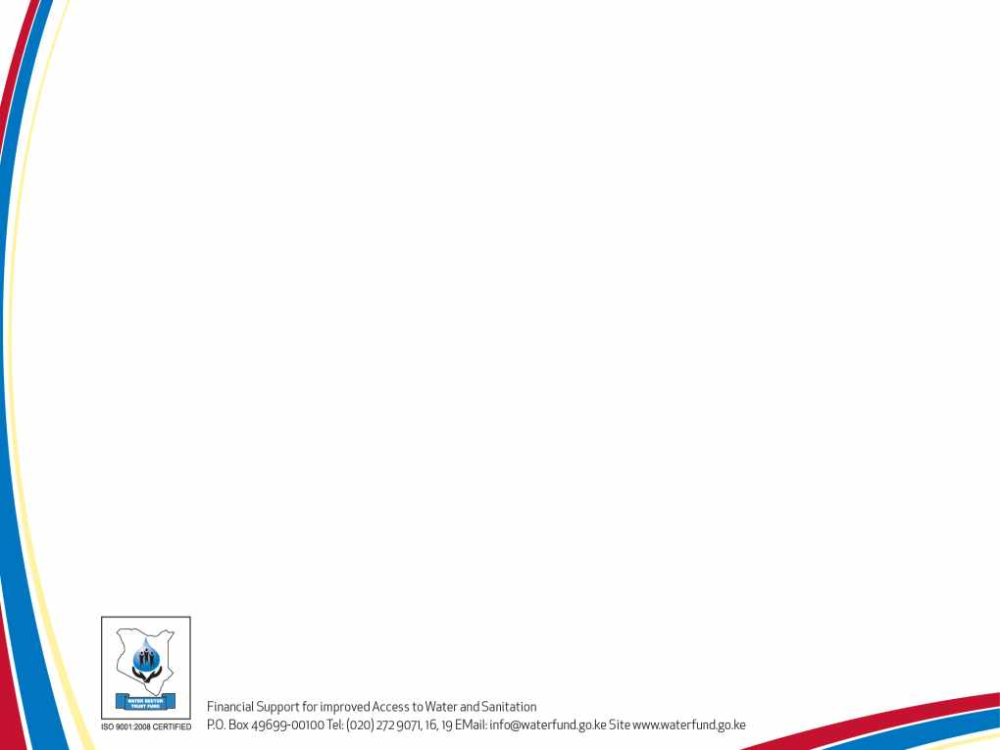 WATER SECTOR
TRUST FUND
ISO 9001:2008 CERTIFIED
Financial Support for improved Access to Water and Sanitation
P.O. Box 49699-00100 Tel: (020) 272 9071, 16, 19 EMail: info@waterfund.go.ke Site www.waterfund.go.ke